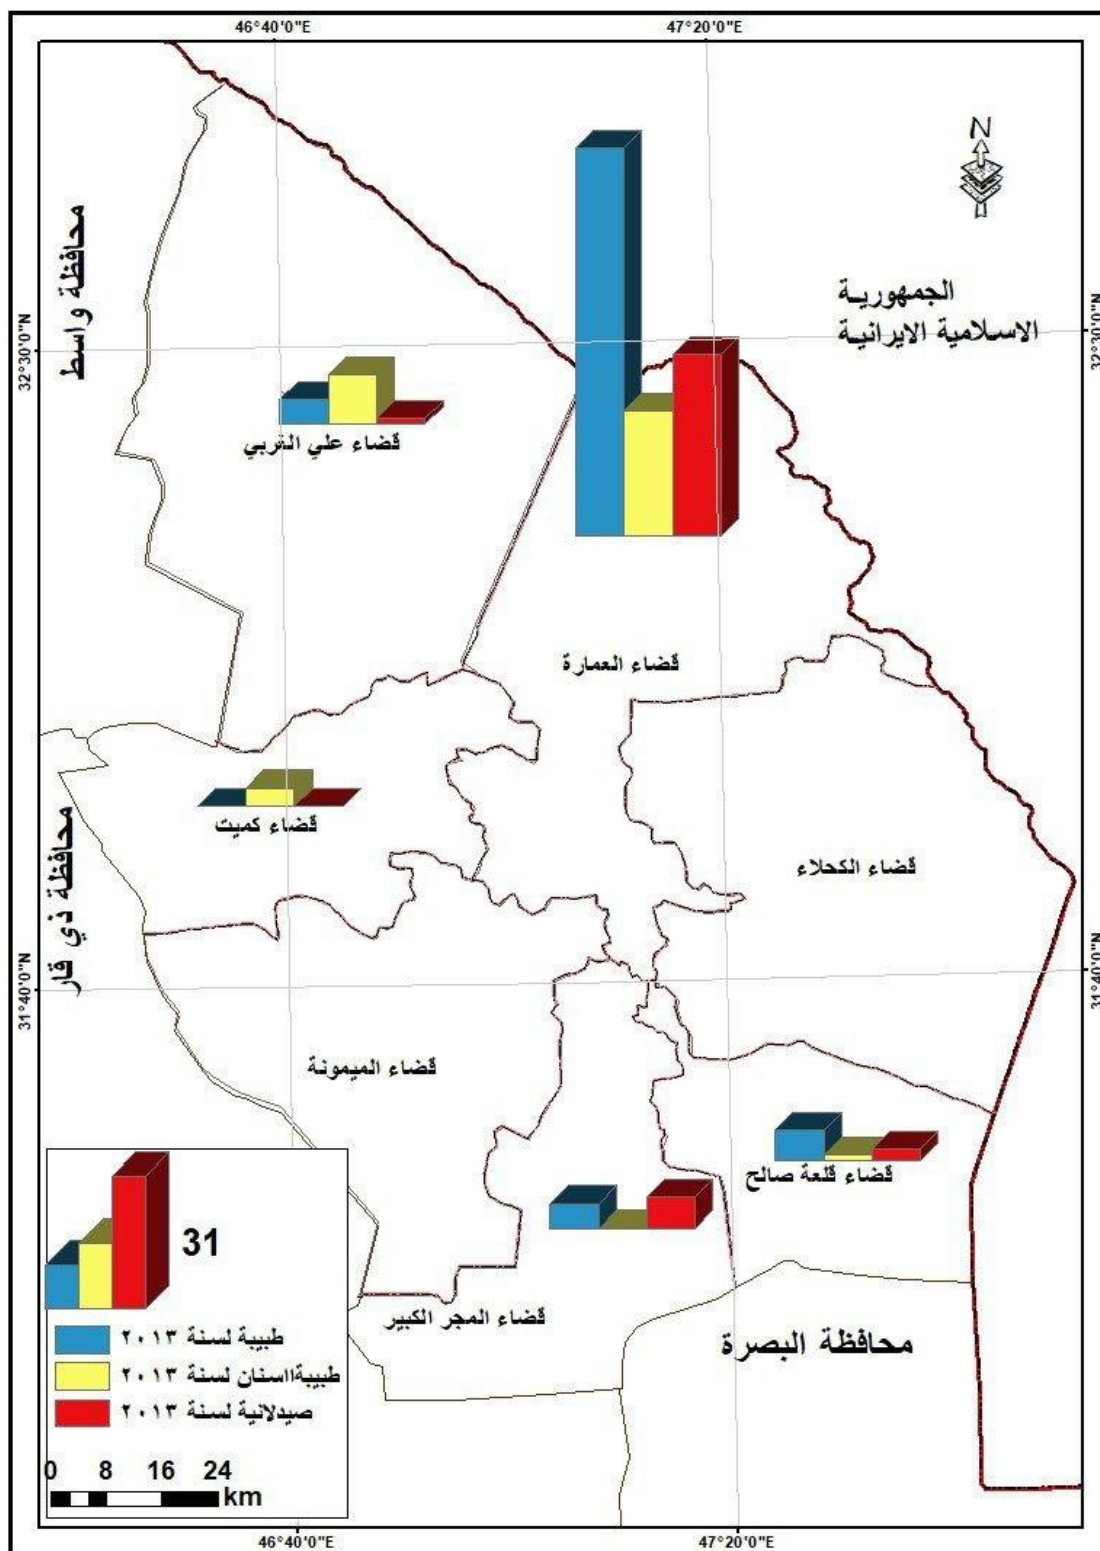 46°40'0"E
47°20'0"E
N
محافظة واسط
الجمهورية
الاسلامية الايرانية
32°30'0"N
32°30'0"N
قضاء علي الغربي
قضاء العمارة
قضاء كميت
قضاء الكحلاء
محافظة ذي قار
31°40'0"N
31°40'0"N
قضاء الميمونة
قضاء قلعة صالح
31
قضاء المجر الكبير
محافظة البصرة
طبيبة لسنة ٢٠١٣
طبيبةاسنان لسنة ٢٠١٣
صيدلانية لسنة ٢٠١٣
0 8 16 24
km
46°40'0"E
47°20'0"E